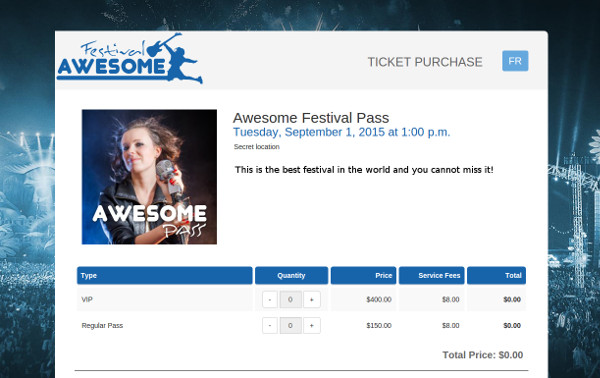 Festival
AWESOME
TICKET PURCHASE FR
AWESOME
PASS
Awesome Festival Pass
Tuesday, September 1, 2015 at 1:00 p.m.
Secret location
This is the best festival in the world and you cannot miss it!
Type Quantity Price Service Fees Total
VIP - 0 + $400.00 $8.00 $0.00
Regular Pass - 0 + $150.00 $8.00 $0.00
Total Price: $0.00